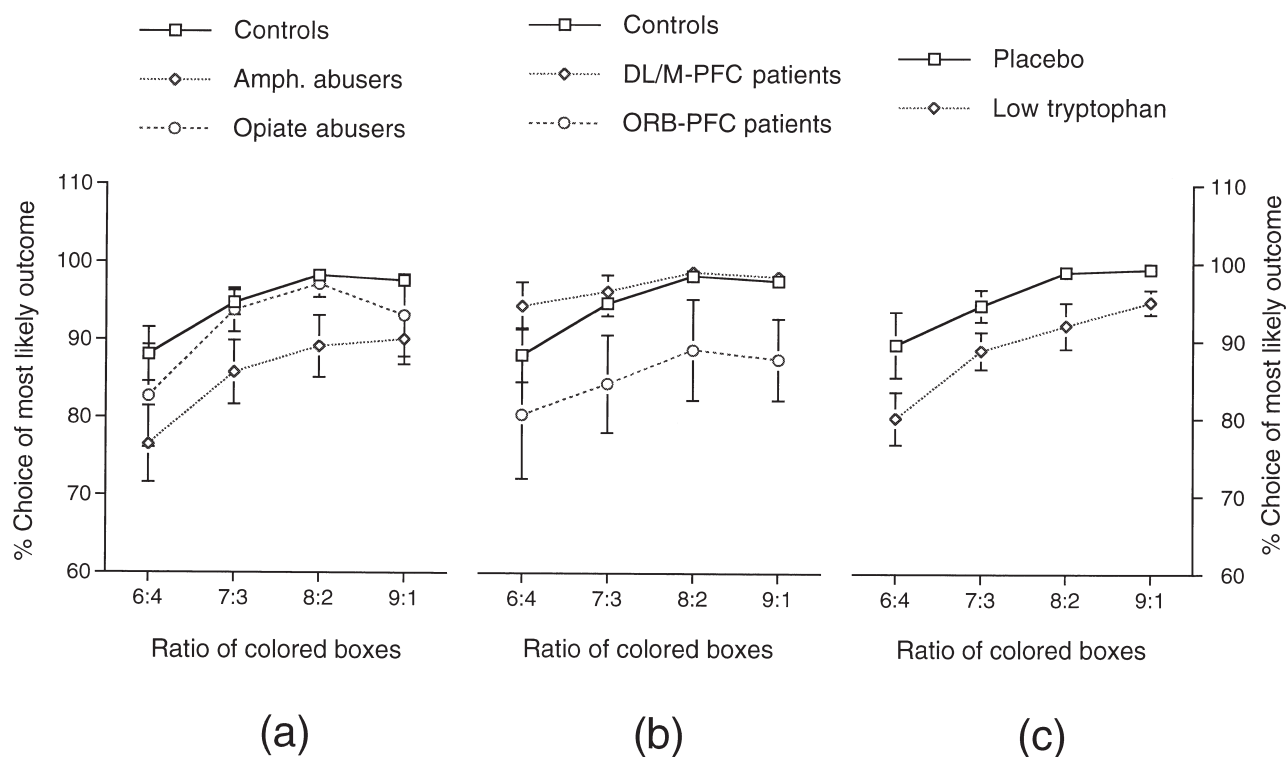 Controls
Amph. abusers
Opiate abusers
Controls
DL/M-PFC patients
ORB-PFC patients
Placebo
Low tryptophan
% Choice of most likely outcome
110
100
90
80
70
60
6:4
7:3
8:2
9:1
Ratio of colored boxes
(a)
6:4
7:3
8:2
9:1
Ratio of colored boxes
(b)
6:4
7:3
8:2
9:1
Ratio of colored boxes
(c)
110
100
90
80
70
60
% Choice of most likely outcome